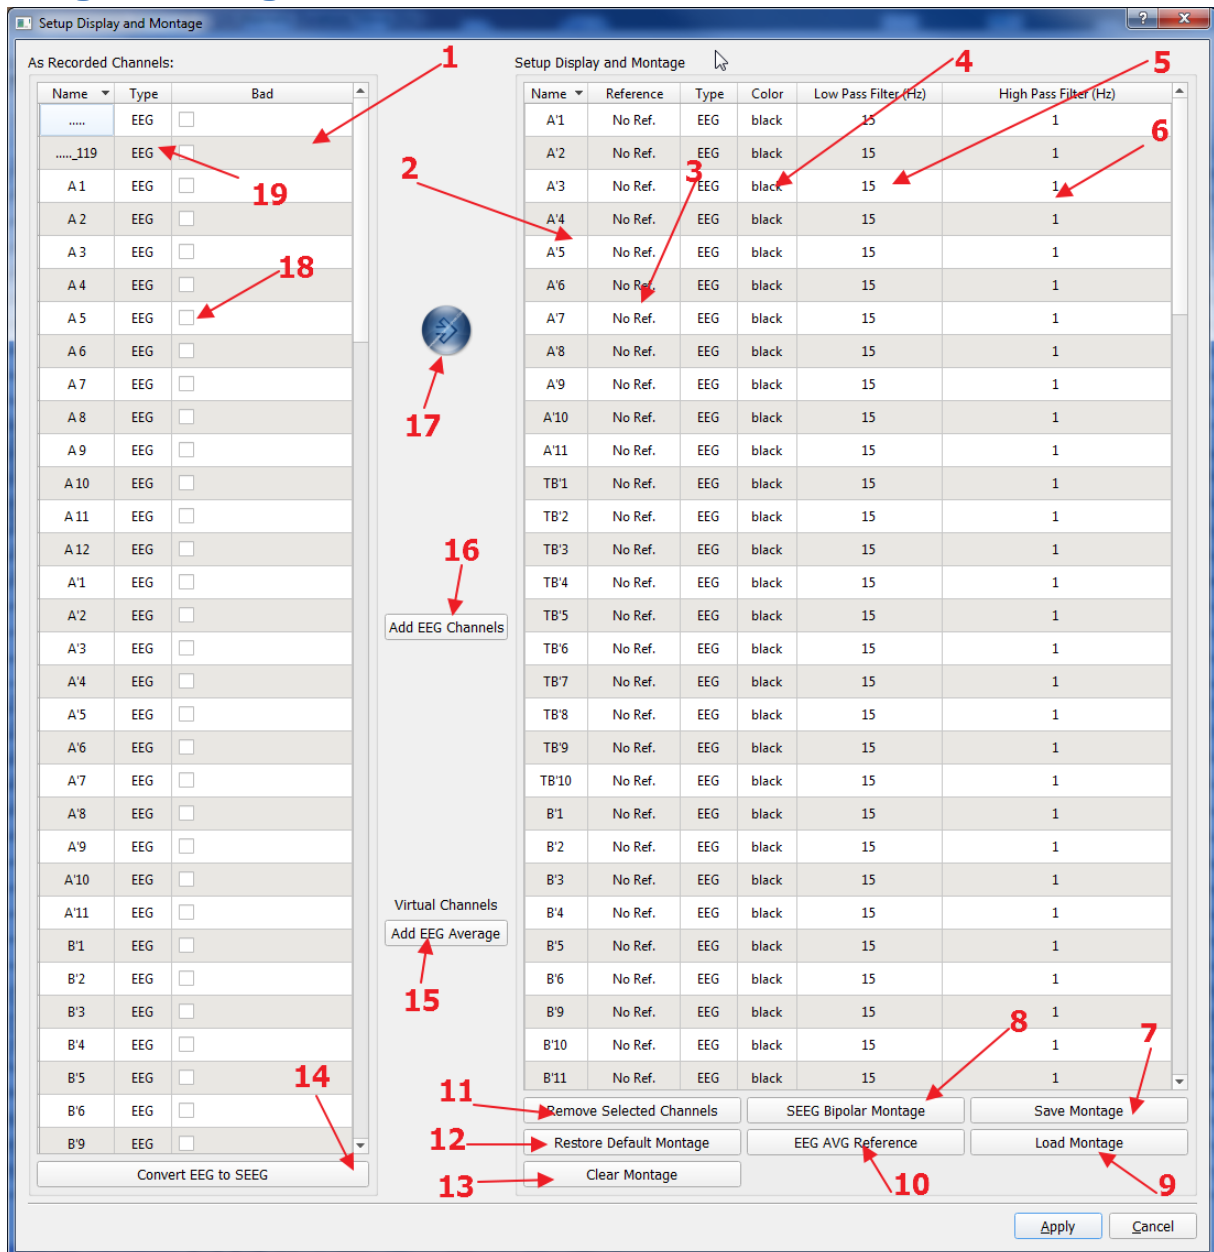 Setup Display and Montage
As Recorded Channels:
Name Type Bad
..... EEG
....._119 EEG
A 1 EEG
A 2 EEG
A 3 EEG
A 4 EEG
A 5 EEG
A 6 EEG
A 7 EEG
A 8 EEG
A 9 EEG
A 10 EEG
A 11 EEG
A 12 EEG
A'1 EEG
A'2 EEG
A'3 EEG
A'4 EEG
A'5 EEG
A'6 EEG
A'7 EEG
A'8 EEG
A'9 EEG
A'10 EEG
A'11 EEG
B'1 EEG
B'2 EEG
B'3 EEG
B'4 EEG
B'5 EEG
B'6 EEG
B'9 EEG
Convert EEG to SEEG
1
19
18
14
2
17
16
Add EEG Channels
Virtual Channels
Add EEG Average
15
Setup Display and Montage
4
5
Name Reference Type Color Low Pass Filter (Hz) High Pass Filter (Hz)
A'1 No Ref. EEG black 15 1
6
A'2 No Ref. EEG black 15 1
3
A'3 No Ref. EEG black 15 1
A'4 No Ref. EEG black 15 1
A'5 No Ref. EEG black 15 1
A'6 No Ref. EEG black 15 1
A'7 No Ref. EEG black 15 1
A'8 No Ref. EEG black 15 1
A'9 No Ref. EEG black 15 1
A'10 No Ref. EEG black 15 1
A'11 No Ref. EEG black 15 1
TB'1 No Ref. EEG black 15 1
TB'2 No Ref. EEG black 15 1
TB'3 No Ref. EEG black 15 1
TB'4 No Ref. EEG black 15 1
TB'5 No Ref. EEG black 15 1
TB'6 No Ref. EEG black 15 1
TB'7 No Ref. EEG black 15 1
TB'8 No Ref. EEG black 15 1
TB'9 No Ref. EEG black 15 1
TB'10 No Ref. EEG black 15 1
B'1 No Ref. EEG black 15 1
B'2 No Ref. EEG black 15 1
B'3 No Ref. EEG black 15 1
B'4 No Ref. EEG black 15 1
B'5 No Ref. EEG black 15 1
B'6 No Ref. EEG black 15 1
B'9 No Ref. EEG black 15 1
8
7
B'10 No Ref. EEG black 15 1
B'11 No Ref. EEG black 15 1
11
Remove Selected Channels SEEG Bipolar Montage Save Montage
12
Restore Default Montage EEG AVG Reference Load Montage
13
Clear Montage
10
9
Apply Cancel